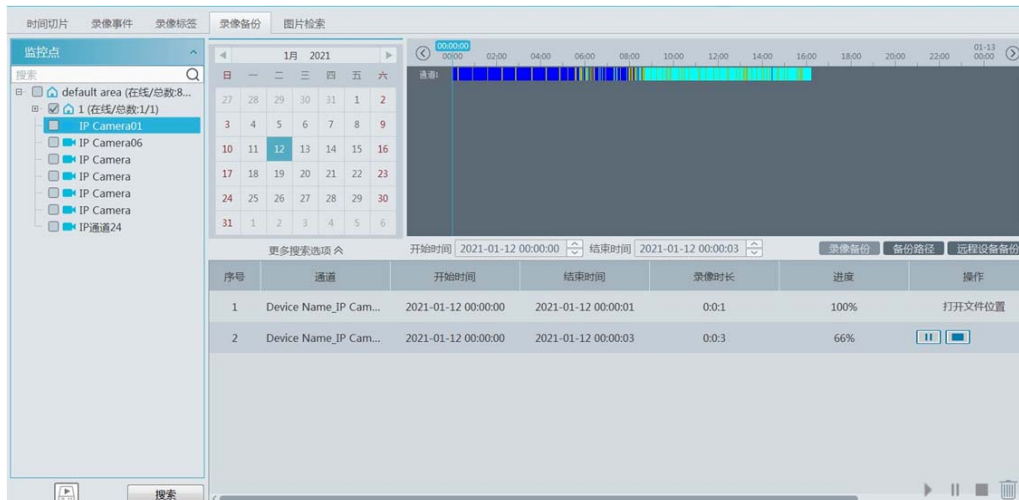 时间切片 录像事件 录像标签 录像备份 图片检索
监控点
搜索
default area (在线/总数:8...
1 (在线/总数:1/1)
IP Camera01
IP Camera06
IP Camera
IP Camera
IP Camera
IP Camera
IP通道24
搜索
1月 2021
日 一 二 三 四 五 六
27 28 29 30 31 1 2
3 4 5 6 7 8 9
10 11 12 13 14 15 16
17 18 19 20 21 22 23
24 25 26 27 28 29 30
31 1 2 3 4 5 6
更多搜索选项
00:00:00 01-13
00:00 02:00 04:00 06:00 08:00 10:00 12:00 14:00 16:00 18:00 20:00 22:00 00:00
通道1
开始时间 2021-01-12 00:00:00 结束时间 2021-01-12 00:00:03 录像备份 备份路径 远程设备备份
序号 通道 开始时间 结束时间 录像时长 进度 操作
1 Device Name_IP Cam... 2021-01-12 00:00:00 2021-01-12 00:00:01 0:0:1 100% 打开文件位置
2 Device Name_IP Cam... 2021-01-12 00:00:00 2021-01-12 00:00:03 0:0:3 66%